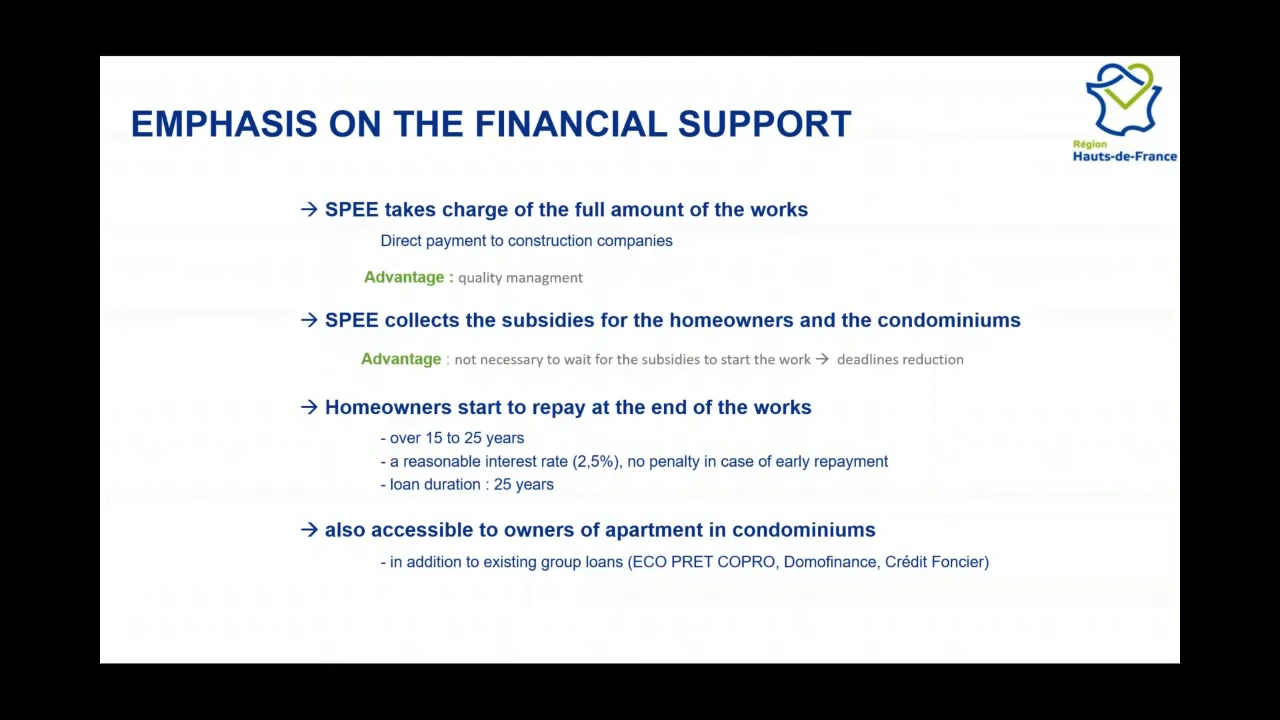 EMPHASIS ON THE FINANCIAL SUPPORT
Région
Hauts-de-France
→ SPEE takes charge of the full amount of the works
Direct payment to construction companies
Advantage : quality managment
→ SPEE collects the subsidies for the homeowners and the condominiums
Advantage : not necessary to wait for the subsidies to start the work → deadlines reduction
→ Homeowners start to repay at the end of the works
- over 15 to 25 years
- a reasonable interest rate (2,5%), no penalty in case of early repayment
- loan duration : 25 years
→ also accessible to owners of apartment in condominiums
- in addition to existing group loans (ECO PRET COPRO, Domofinance, Crédit Foncier)